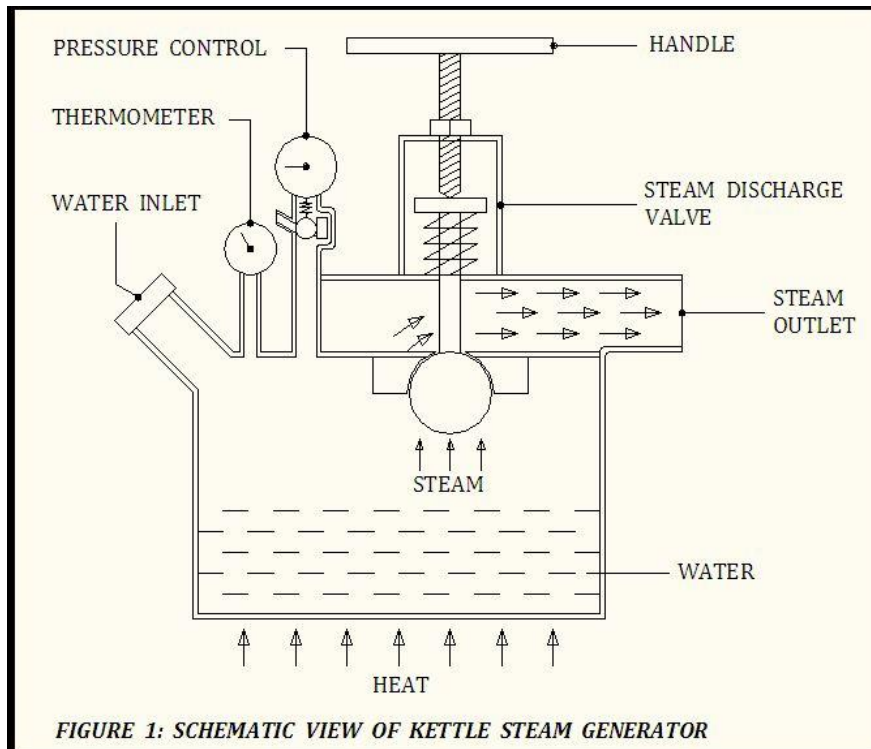 PRESSURE CONTROL
HANDLE
THERMOMETER
WATER INLET
STEAM DISCHARGE
VALVE
STEAM
OUTLET
STEAM
WATER
HEAT
FIGURE 1: SCHEMATIC VIEW OF KETTLE STEAM GENERATOR